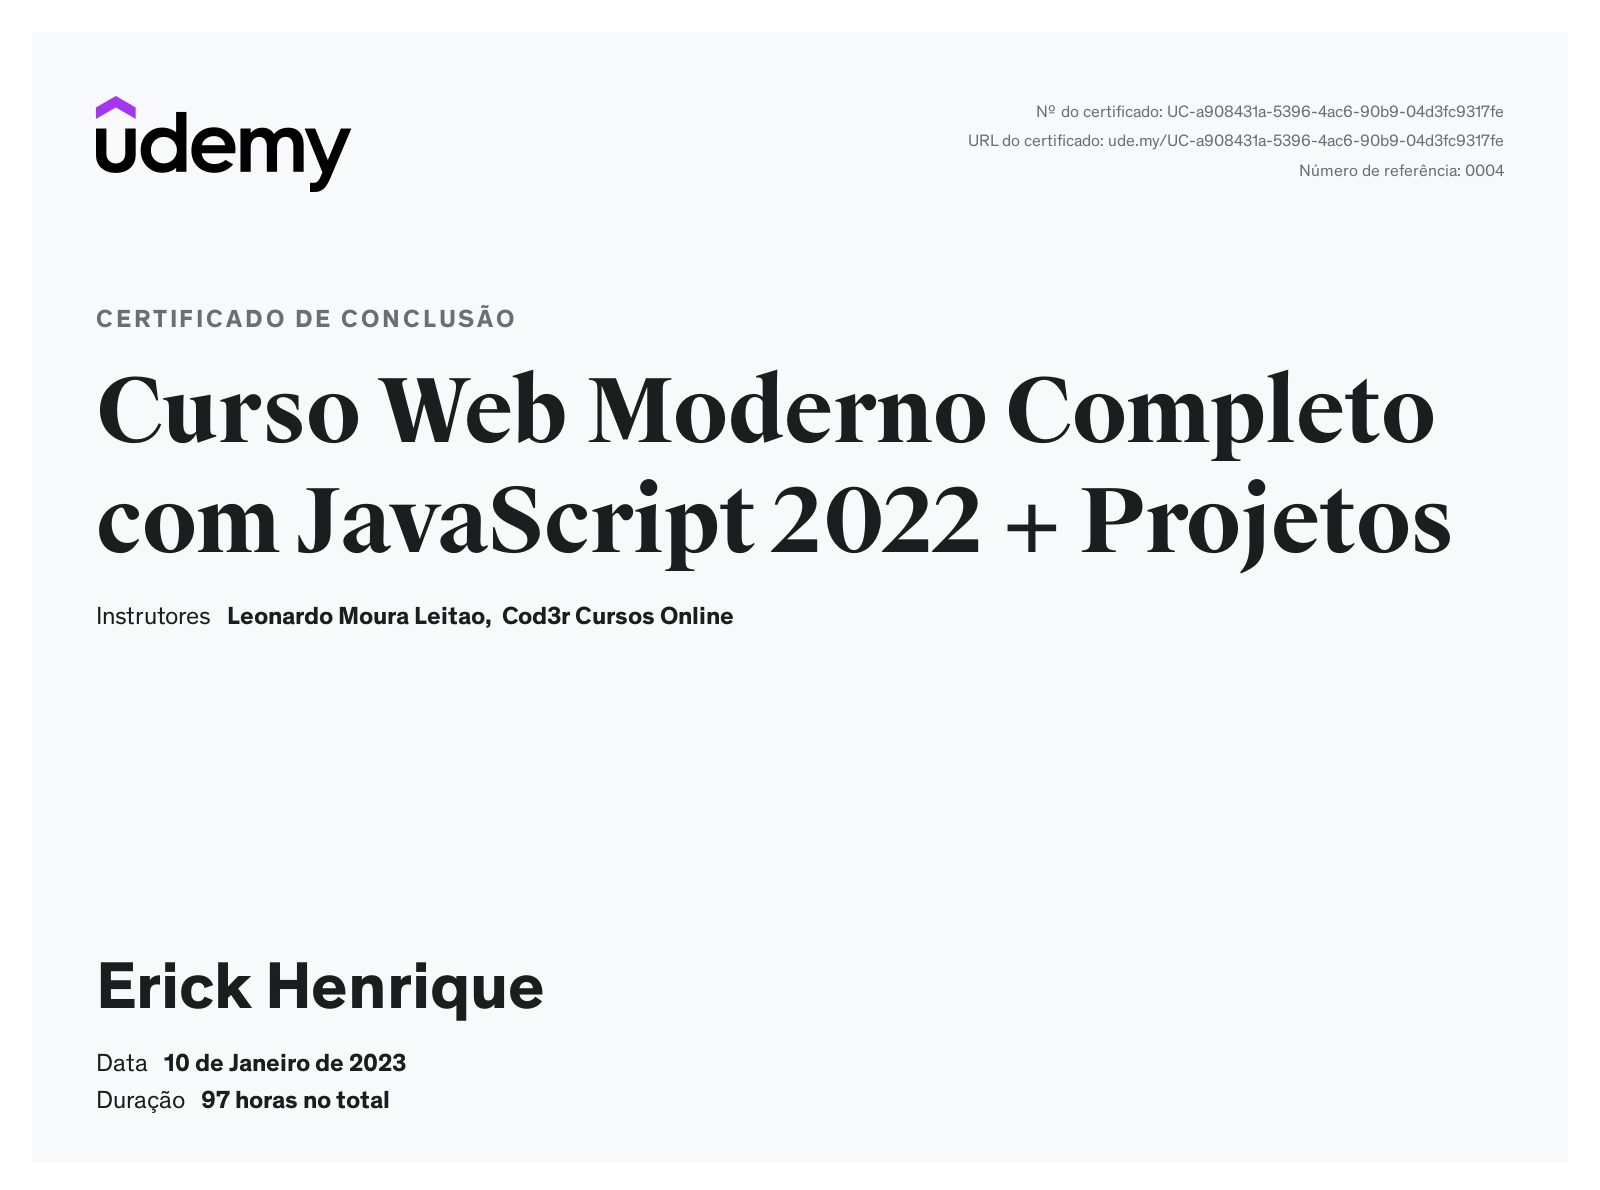 udemy
Nº do certificado: UC-a908431a-5396-4ac6-90b9-04d3fc9317fe
URL do certificado: ude.my/UC-a908431a-5396-4ac6-90b9-04d3fc9317fe
Número de referência: 0004
CERTIFICADO DE CONCLUSÃO
Curso Web Moderno Completo
com JavaScript 2022 + Projetos
Instrutores Leonardo Moura Leitao, Cod3r Cursos Online
Erick Henrique
Data 10 de Janeiro de 2023
Duração 97 horas no total